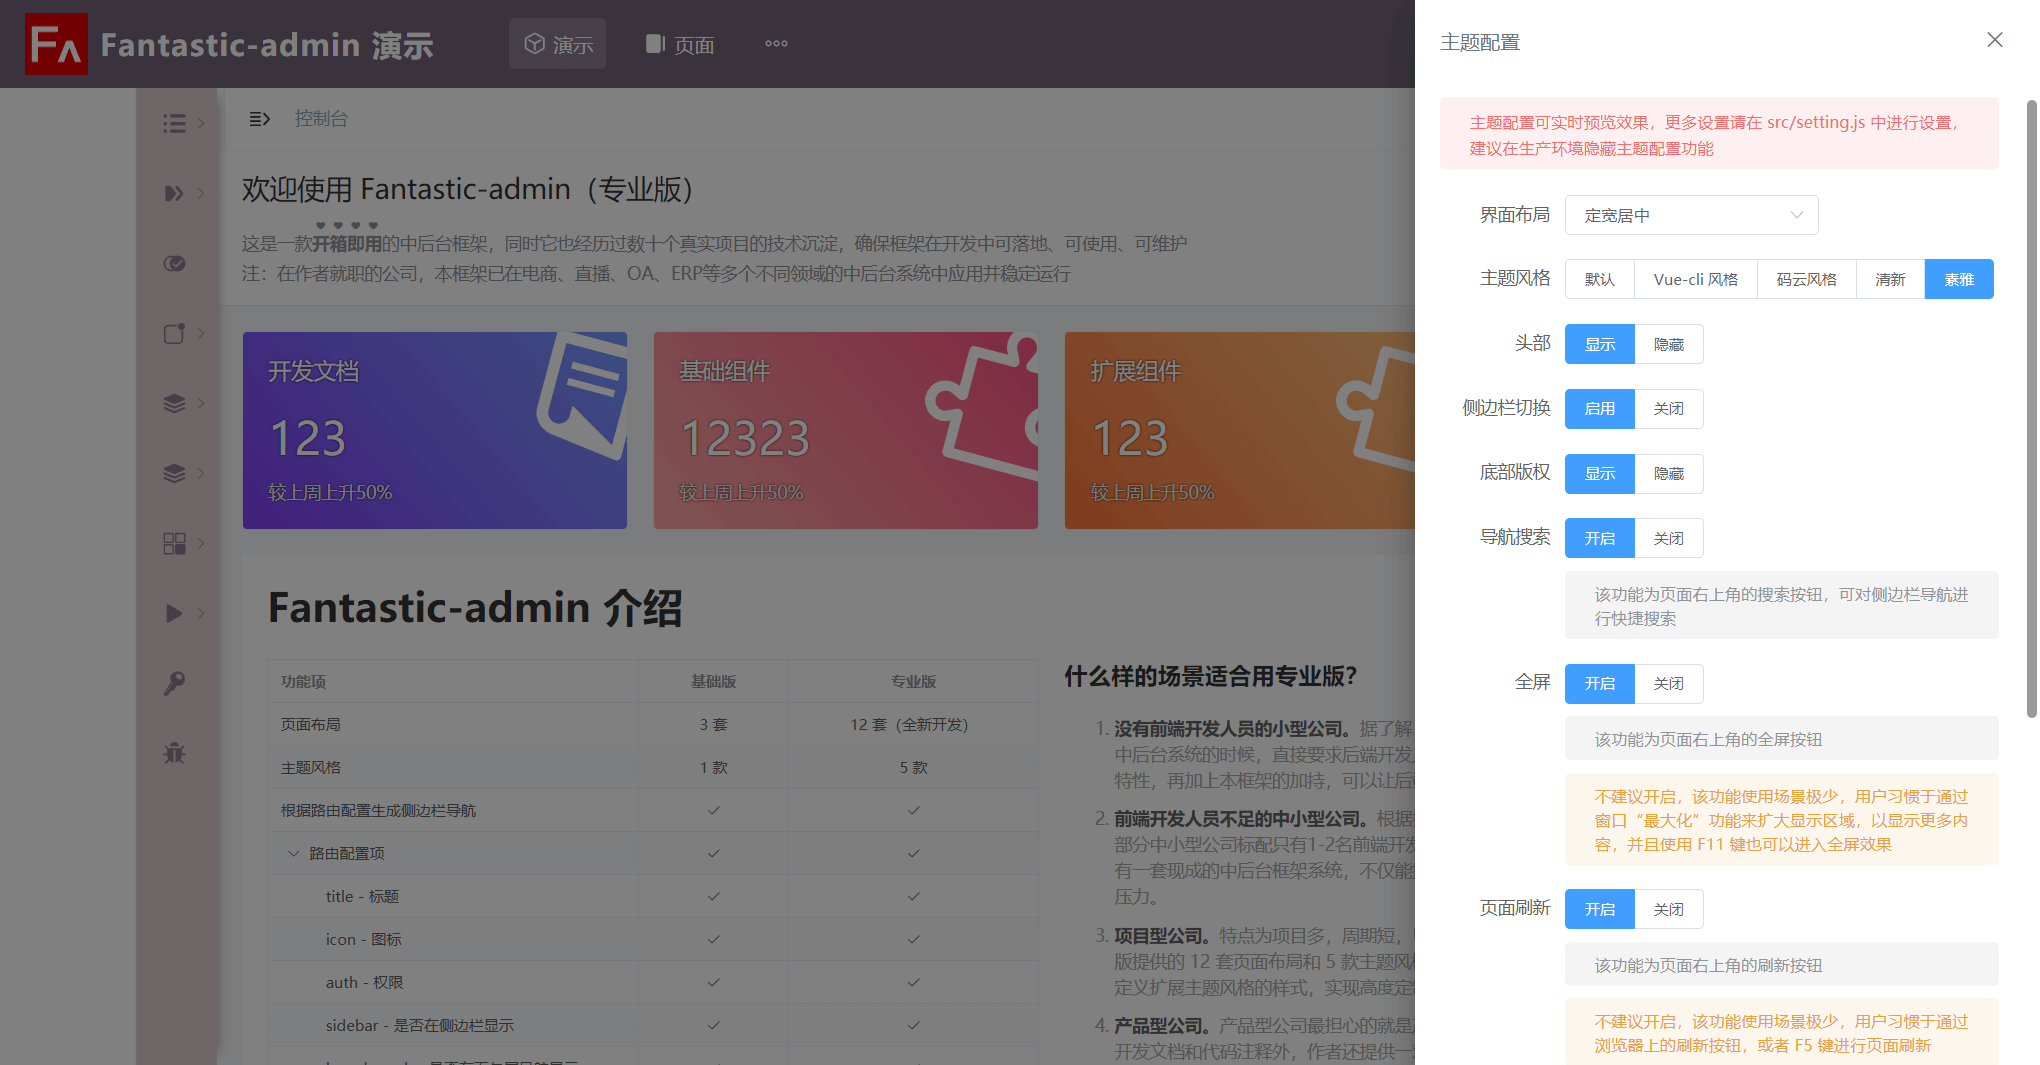 Fantastic-admin 演示
演示
页面
控制台
欢迎使用 Fantastic-admin（专业版）
这是一款开箱即用的中后台框架，同时它也经历过数十个真实项目的技术沉淀，确保框架在开发中可落地、可使用、可维护
注：在作者就职的公司，本框架已在电商、直播、OA、ERP等多个不同领域的中后台系统中应用并稳定运行
开发文档
123
较上周上升50%
基础组件
12323
较上周上升50%
扩展组件
123
较上周上升50%
Fantastic-admin 介绍
功能项 基础版 专业版
页面布局 3 套 12 套（全新开发）
主题风格 1 款 5 款
根据路由配置生成侧边栏导航
路由配置项
title - 标题
icon - 图标
auth - 权限
sidebar - 是否在侧边栏显示
什么样的场景适合用专业版？
1. 没有前端开发人员的小型公司。据了解
中后台系统的时候，直接要求后端开发
特性，再加上本框架的加持，可以让后
2. 前端开发人员不足的中小型公司。根据
部分中小型公司标配只有1-2名前端开发
有一套现成的中后台框架系统，不仅能
压力。
3. 项目型公司。特点为项目多，周期短，
版提供的 12 套页面布局和 5 款主题风格
定义扩展主题风格的样式，实现高度定
4. 产品型公司。产品型公司最担心的就是
开发文档和代码注释外，作者还提供一
主题配置
主题配置可实时预览效果，更多设置请在 src/setting.js 中进行设置，
建议在生产环境隐藏主题配置功能
界面布局 定宽居中
主题风格 默认 Vue-cli 风格 码云风格 清新 素雅
头部 显示 隐藏
侧边栏切换 启用 关闭
底部版权 显示 隐藏
导航搜索 开启 关闭
该功能为页面右上角的搜索按钮，可对侧边栏导航进
行快捷搜索
全屏 开启 关闭
该功能为页面右上角的全屏按钮
不建议开启，该功能使用场景极少，用户习惯于通过
窗口“最大化”功能来扩大显示区域，以显示更多内
容，并且使用 F11 键也可以进入全屏效果
页面刷新 开启 关闭
该功能为页面右上角的刷新按钮
不建议开启，该功能使用场景极少，用户习惯于通过
浏览器上的刷新按钮，或者 F5 键进行页面刷新